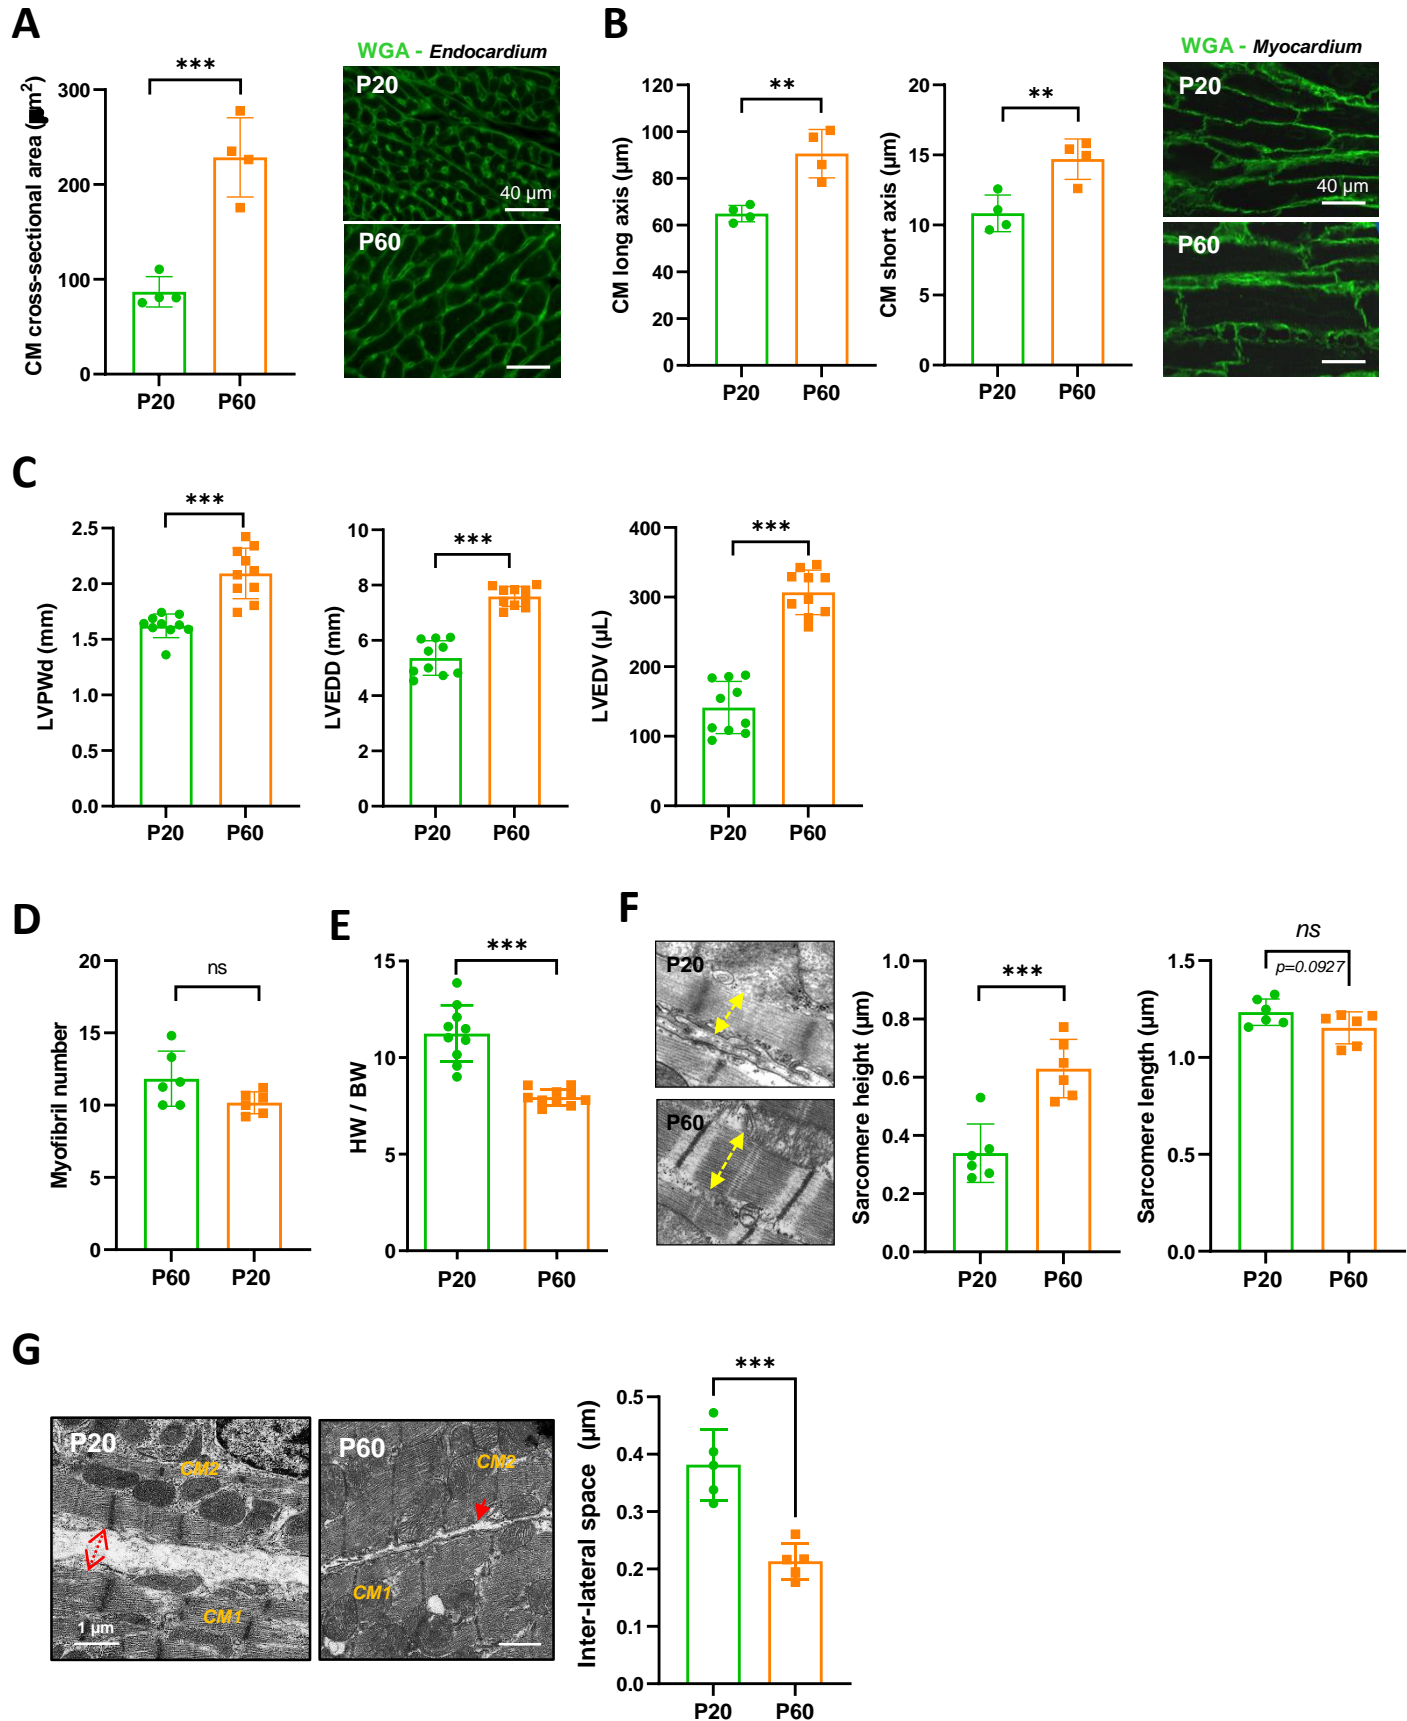 A
CM cross-sectional area (µm²)
300
200
100
0
***
P20
P60
WGA - Endocardium
P20
40 µm
P60
B
CM long axis (µm)
120
100
80
60
40
20
0
**
P20
P60
CM short axis (µm)
20
15
10
5
0
**
P20
P60
WGA - Myocardium
P20
40 µm
P60
C
LVPWd (mm)
2.5
2.0
1.5
1.0
0.5
0.0
***
P20
P60
LVEDD (mm)
10
8
6
4
2
0
***
P20
P60
LVEDV (µL)
400
300
200
100
0
***
P20
P60
D
Myofibril number
20
15
10
5
0
ns
P60
P20
E
HW / BW
15
10
5
0
***
P20
P60
F
P20
P60
Sarcomere height (µm)
1.0
0.8
0.6
0.4
0.2
0.0
***
P20
P60
Sarcomere length (µm)
1.5
1.0
0.5
0.0
ns
p=0.0927
P20
P60
G
P20
CM2
CM1
1 µm
P60
CM2
CM1
Inter-lateral space (µm)
0.5
0.4
0.3
0.2
0.1
0.0
***
P20
P60